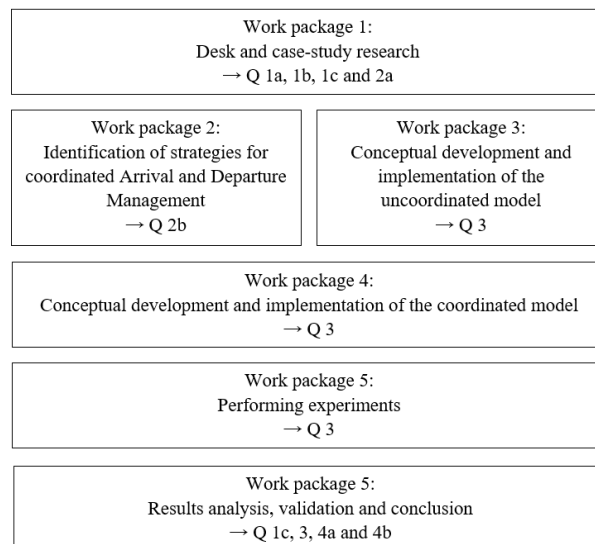 Work package 1:
Desk and case-study research
→ Q 1a, 1b, 1c and 2a
Work package 2:
Identification of strategies for
coordinated Arrival and Departure
Management
→ Q 2b
Work package 3:
Conceptual development and
implementation of the
uncoordinated model
→ Q 3
Work package 4:
Conceptual development and implementation of the coordinated model
→ Q 3
Work package 5:
Performing experiments
→ Q 3
Work package 5:
Results analysis, validation and conclusion
→ Q 1c, 3, 4a and 4b